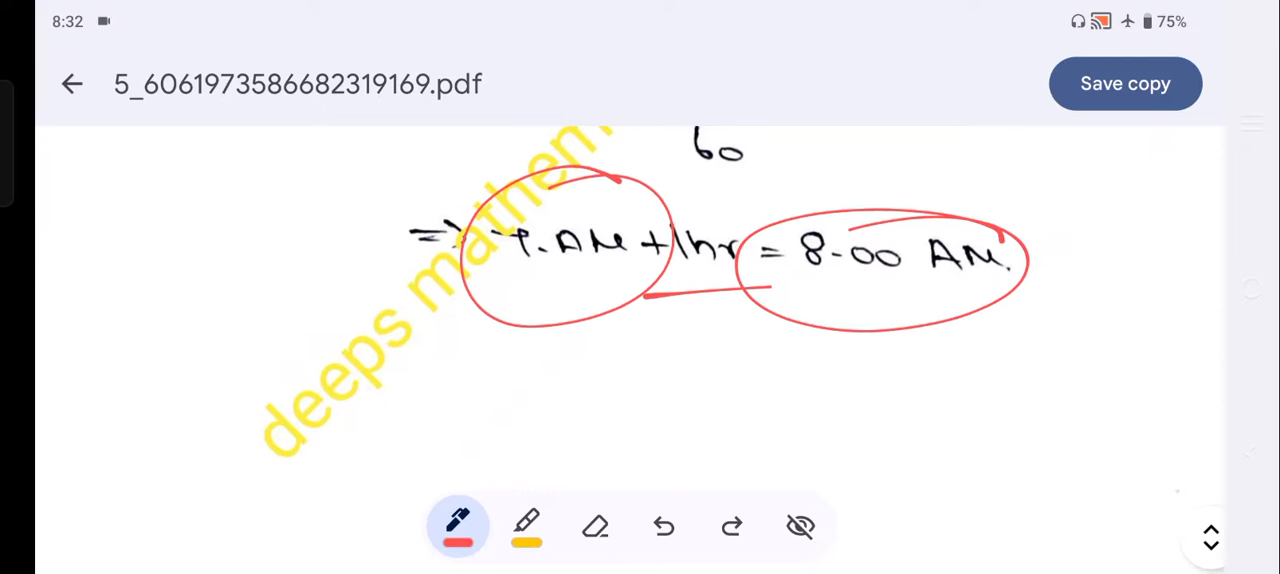 8:32
75%
5_6061973586682319169.pdf
Save copy
60
=> 7.AM + 1hr = 8.00 AM.
deeps mathem